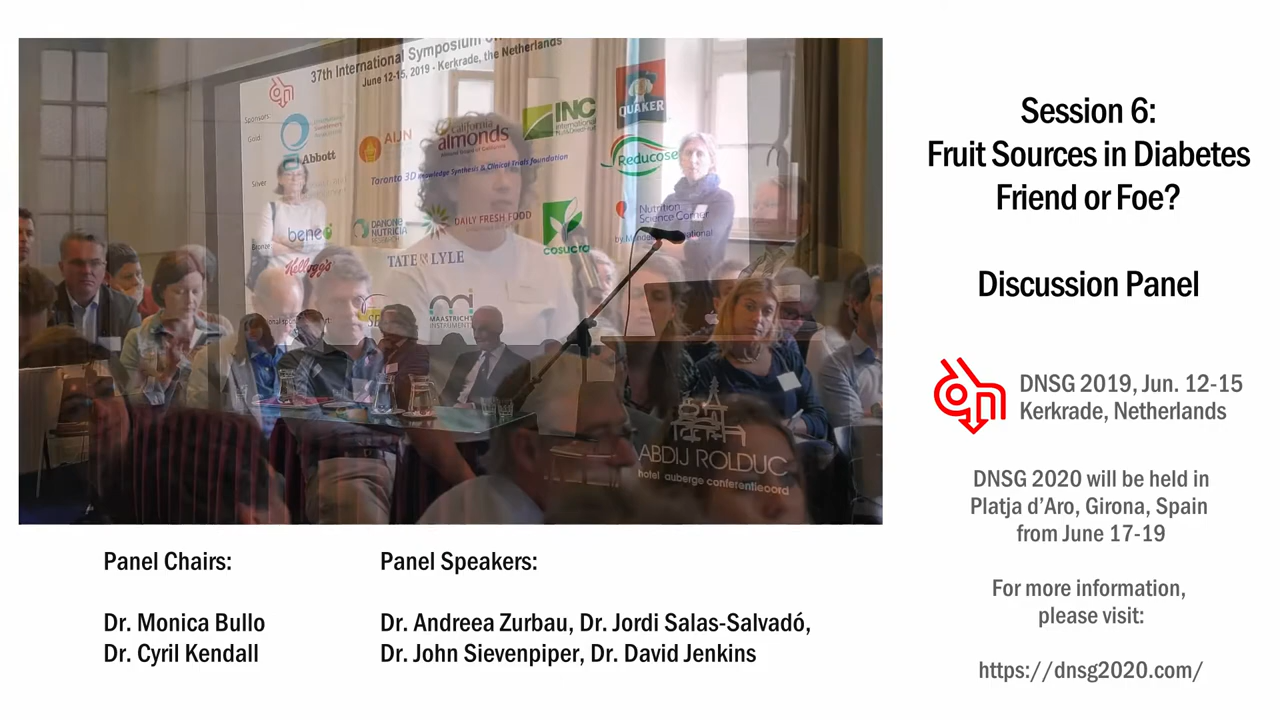 37th International Symposium
June 12-15, 2019 - Kerkrade, the Netherlands
Sponsors:
Gold
Abbott
AIJN
california
almonds
INC
International
QUAKER
Reducose
Toronto 3D Knowledge Synthesis & Clinical Trials foundation
Silver
beneo
DANONE
NUTRICIA
RESEARCH
DAILY FRESH FOOD
cosucra
Nutrition
Science Corner
Kellogg's
TATE & LYLE
MAASTRICHT
INSTRUMENTS
ABDIJ ROLDUC
hotel auberge conferentieoord
Session 6:
Fruit Sources in Diabetes
Friend or Foe?
Discussion Panel
DNSG 2019, Jun. 12-15
Kerkrade, Netherlands
DNSG 2020 will be held in
Platja d’Aro, Girona, Spain
from June 17-19
For more information,
please visit:
https://dnsg2020.com/
Panel Chairs:
Dr. Monica Bullo
Dr. Cyril Kendall
Panel Speakers:
Dr. Andreea Zurbau, Dr. Jordi Salas-Salvadó,
Dr. John Sievenpiper, Dr. David Jenkins